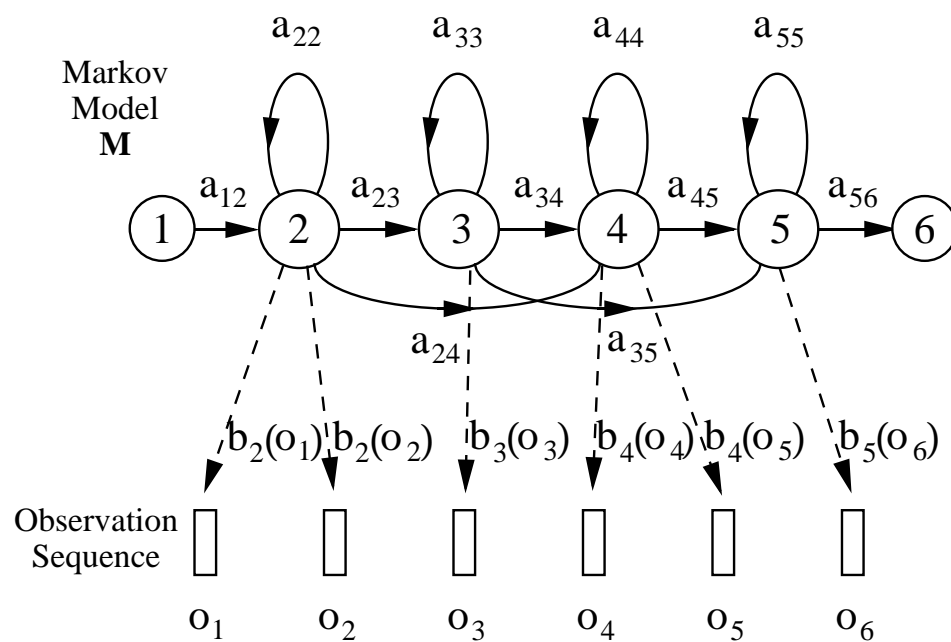 a₂₂ a₃₃ a₄₄ a₅₅
Markov
Model
M
a₁₂ a₂₃ a₃₄ a₄₅ a₅₆
1 2 3 4 5 6
a₂₄ a₃₅
b₂(o₁) b₂(o₂) b₃(o₃) b₄(o₄) b₄(o₅) b₅(o₆)
Observation
Sequence
o₁ o₂ o₃ o₄ o₅ o₆